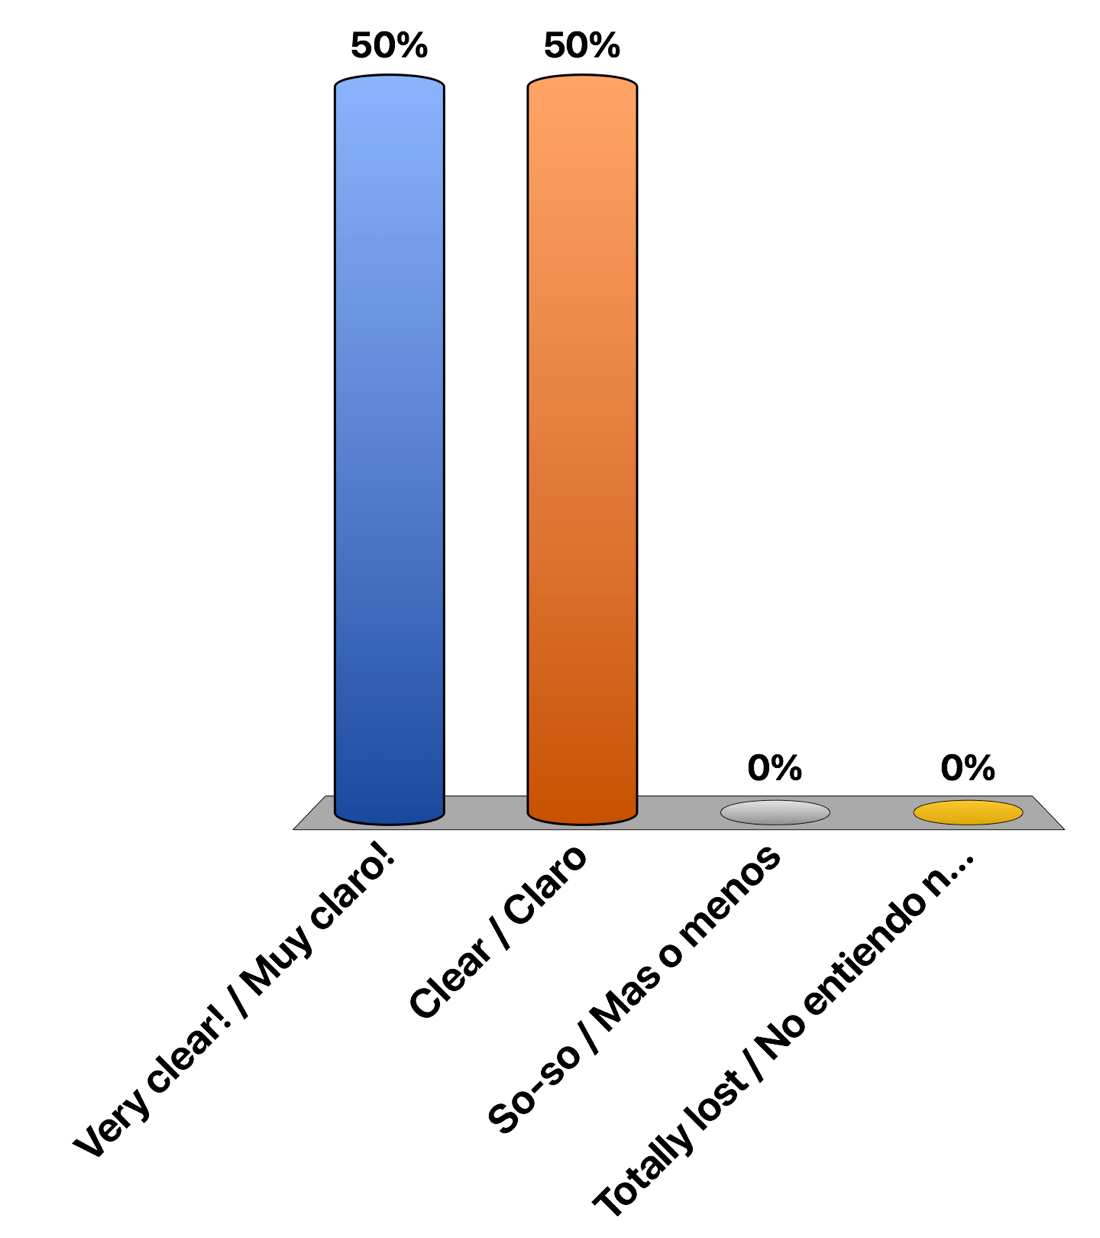 50%
50%
0%
0%
Very clear! / Muy claro!
Clear / Claro
So-so / Mas o menos
Totally lost / No entiendo n...